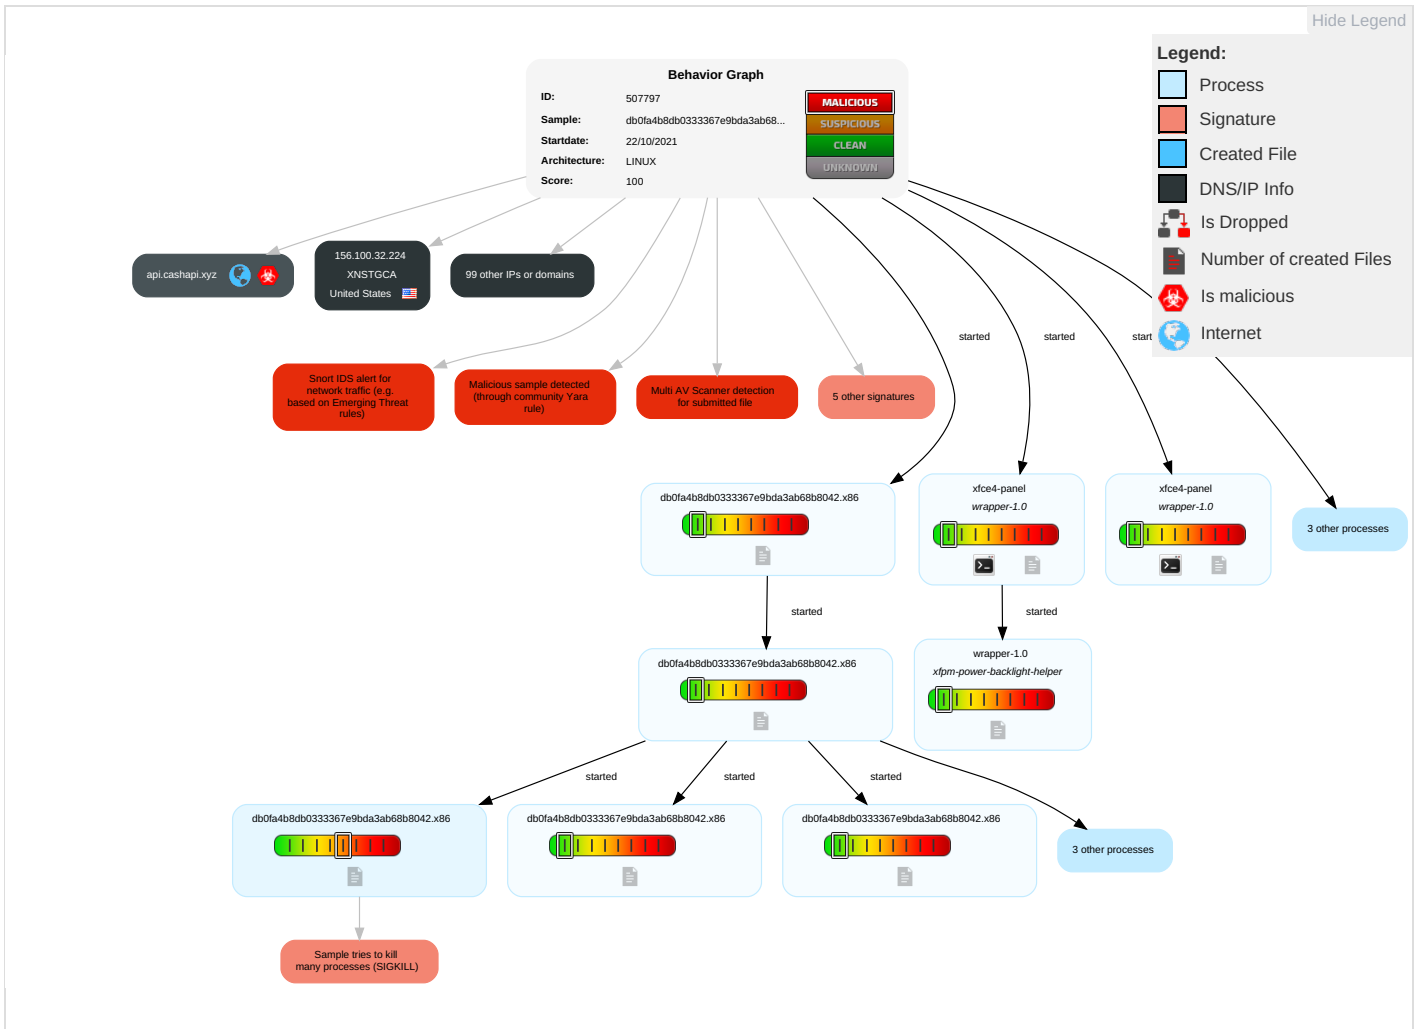 Hide Legend
Legend:
Process
Signature
Created File
DNS/IP Info
Is Dropped
Number of created Files
Is malicious
Internet
Behavior Graph
ID: 507797
Sample: db0fa4b8db0333367e9bda3ab68...
Startdate: 22/10/2021
Architecture: LINUX
Score: 100
MALICIOUS
SUSPICIOUS
CLEAN
UNKNOWN
api.cashapi.xyz
156.100.32.224
XNSTGCA
United States
99 other IPs or domains
started
started
start
Snort IDS alert for
network traffic (e.g.
based on Emerging Threat
rules)
Malicious sample detected
(through community Yara
rule)
Multi AV Scanner detection
for submitted file
5 other signatures
db0fa4b8db0333367e9bda3ab68b8042.x86
xfce4-panel
wrapper-1.0
xfce4-panel
wrapper-1.0
3 other processes
started
started
db0fa4b8db0333367e9bda3ab68b8042.x86
wrapper-1.0
xfpm-power-backlight-helper
started
started
started
db0fa4b8db0333367e9bda3ab68b8042.x86
db0fa4b8db0333367e9bda3ab68b8042.x86
db0fa4b8db0333367e9bda3ab68b8042.x86
3 other processes
Sample tries to kill
many processes (SIGKILL)